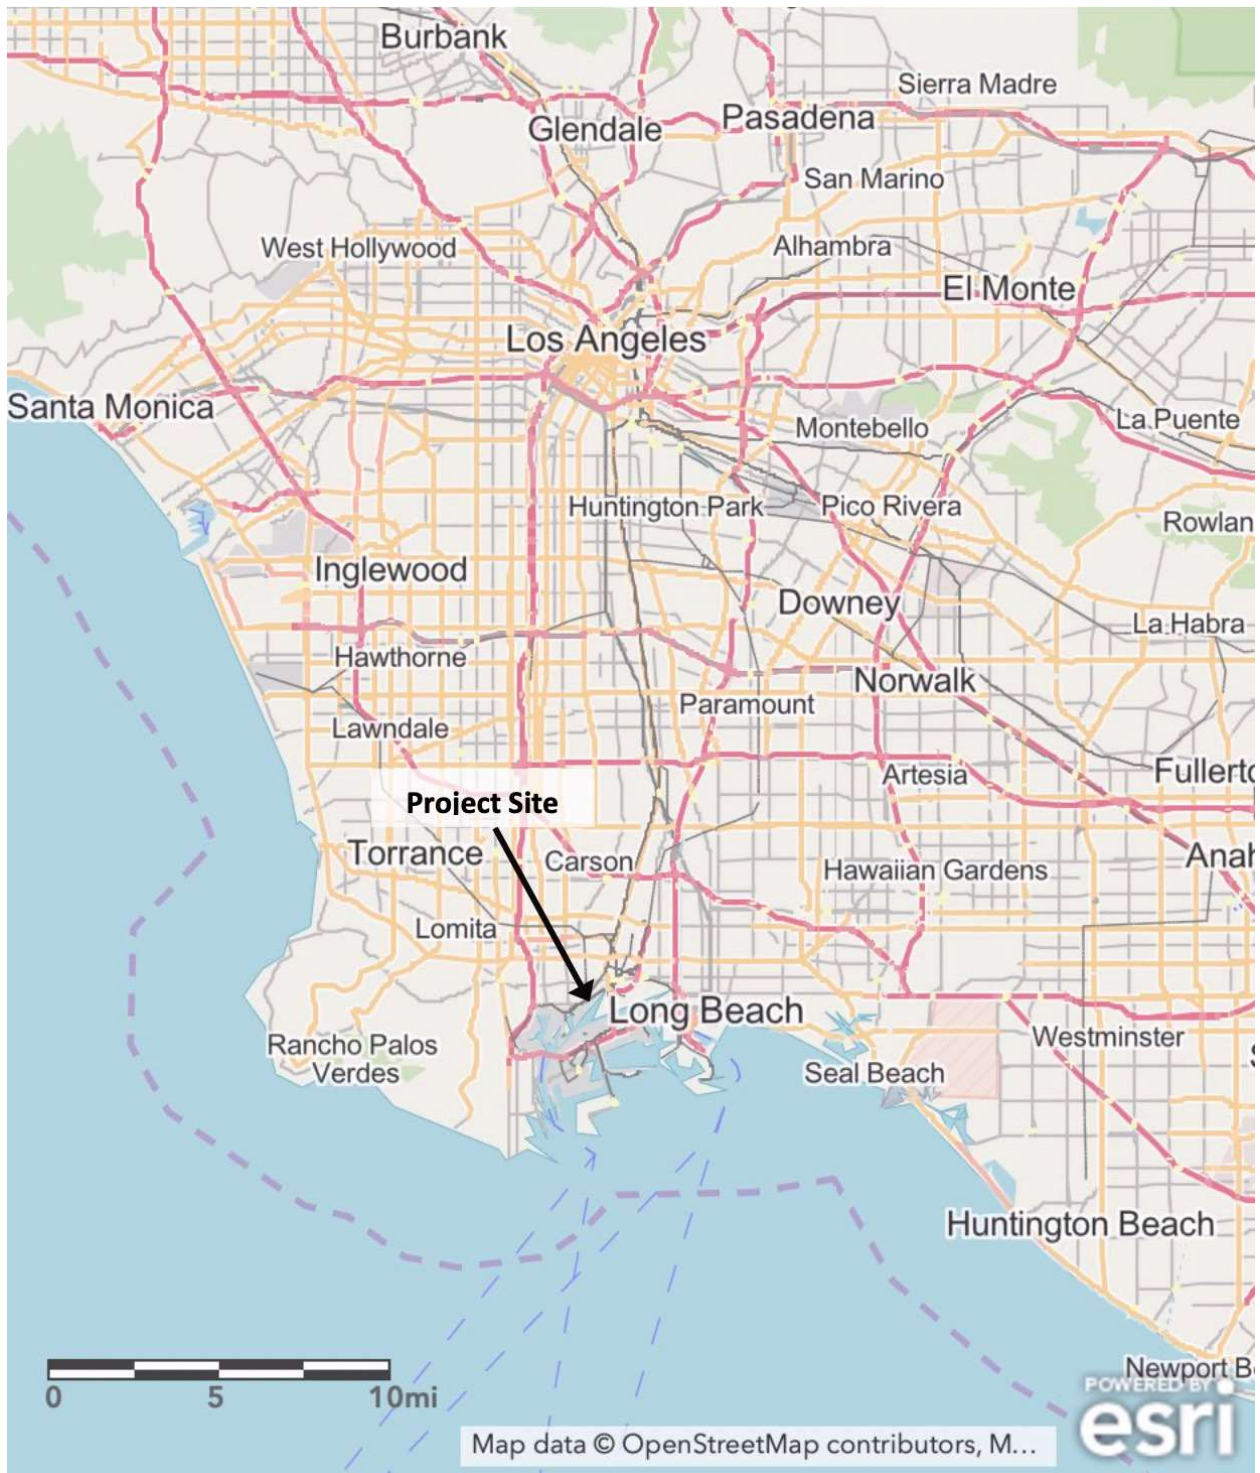 Burbank
Sierra Madre
Pasadena
Glendale
San Marino
West Hollywood
Alhambra
El Monte
Los Angeles
Santa Monica
La Puente
Montebello
Huntington Park
Pico Rivera
Rowlan
Inglewood
Downey
La Habra
Hawthorne
Norwalk
Paramount
Lawndale
Artesia
Fullerto
Project Site
Torrance
Carson
Anah
Hawaiian Gardens
Lomita
Long Beach
Westminster
Rancho Palos
Verdes
Seal Beach
Huntington Beach
Newport B
0 5 10mi
POWERED BY
esri
Map data © OpenStreetMap contributors, M...